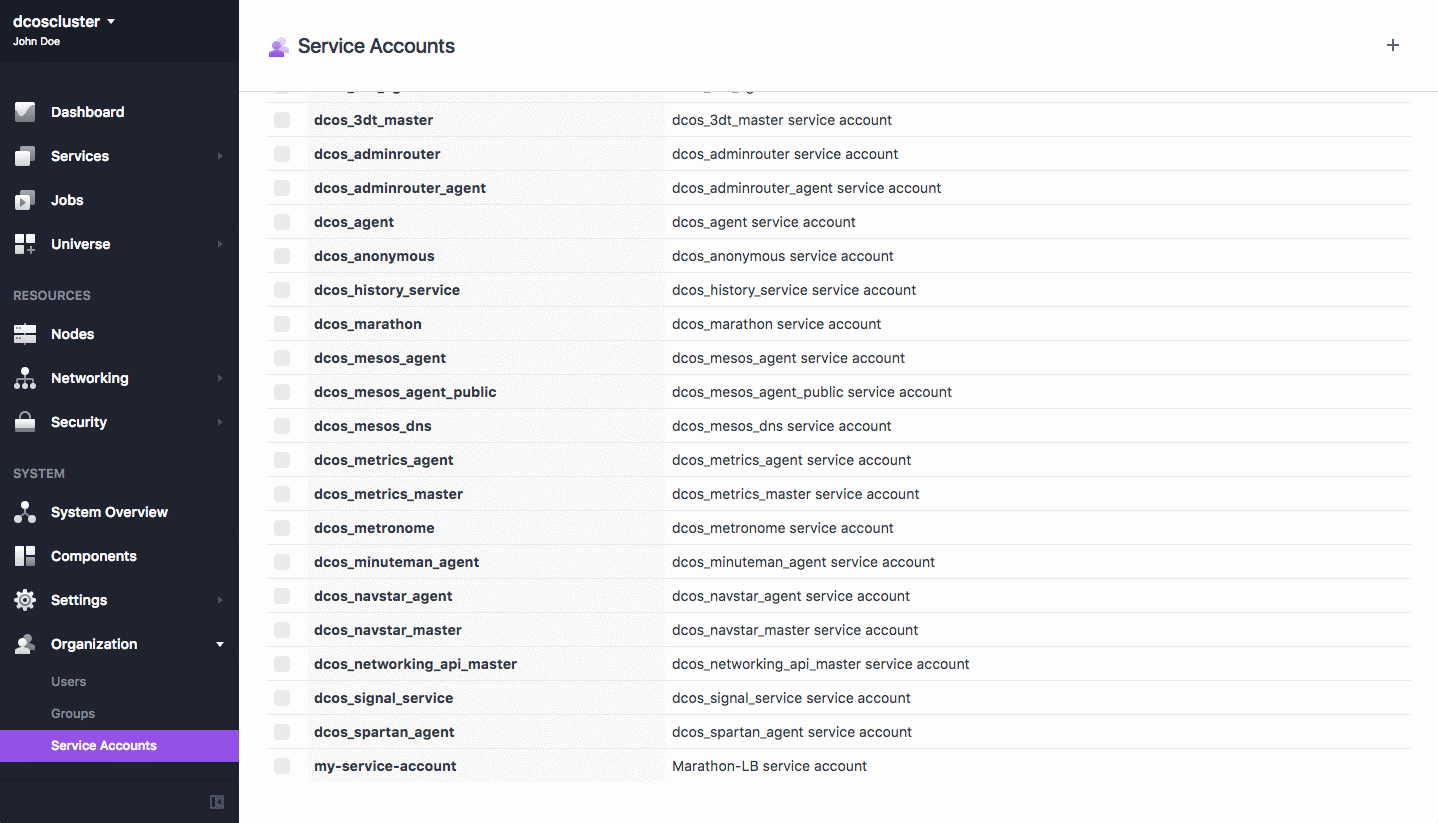 dcoscluster
John Doe
Dashboard
Services
Jobs
Universe
RESOURCES
Nodes
Networking
Security
SYSTEM
System Overview
Components
Settings
Organization
Users
Groups
Service Accounts
Service Accounts
dcos_3dt_master dcos_3dt_master service account
dcos_adminrouter dcos_adminrouter service account
dcos_adminrouter_agent dcos_adminrouter_agent service account
dcos_agent dcos_agent service account
dcos_anonymous dcos_anonymous service account
dcos_history_service dcos_history_service service account
dcos_marathon dcos_marathon service account
dcos_mesos_agent dcos_mesos_agent service account
dcos_mesos_agent_public dcos_mesos_agent_public service account
dcos_mesos_dns dcos_mesos_dns service account
dcos_metrics_agent dcos_metrics_agent service account
dcos_metrics_master dcos_metrics_master service account
dcos_metronome dcos_metronome service account
dcos_minuteman_agent dcos_minuteman_agent service account
dcos_navstar_agent dcos_navstar_agent service account
dcos_navstar_master dcos_navstar_master service account
dcos_networking_api_master dcos_networking_api_master service account
dcos_signal_service dcos_signal_service service account
dcos_spartan_agent dcos_spartan_agent service account
my-service-account Marathon-LB service account